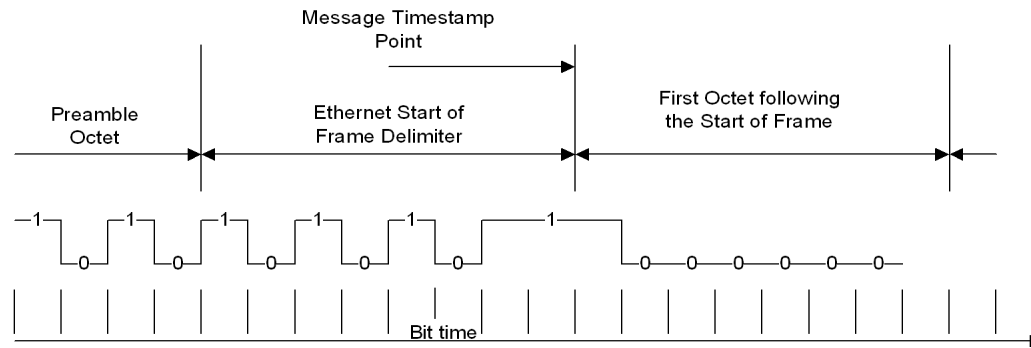 Message Timestamp
Point
Preamble
Octet
Ethernet Start of
Frame Delimiter
First Octet following
the Start of Frame
1 0 1 0 1 0 1 0 1 0 1 0 0 0 0 0 0
Bit time